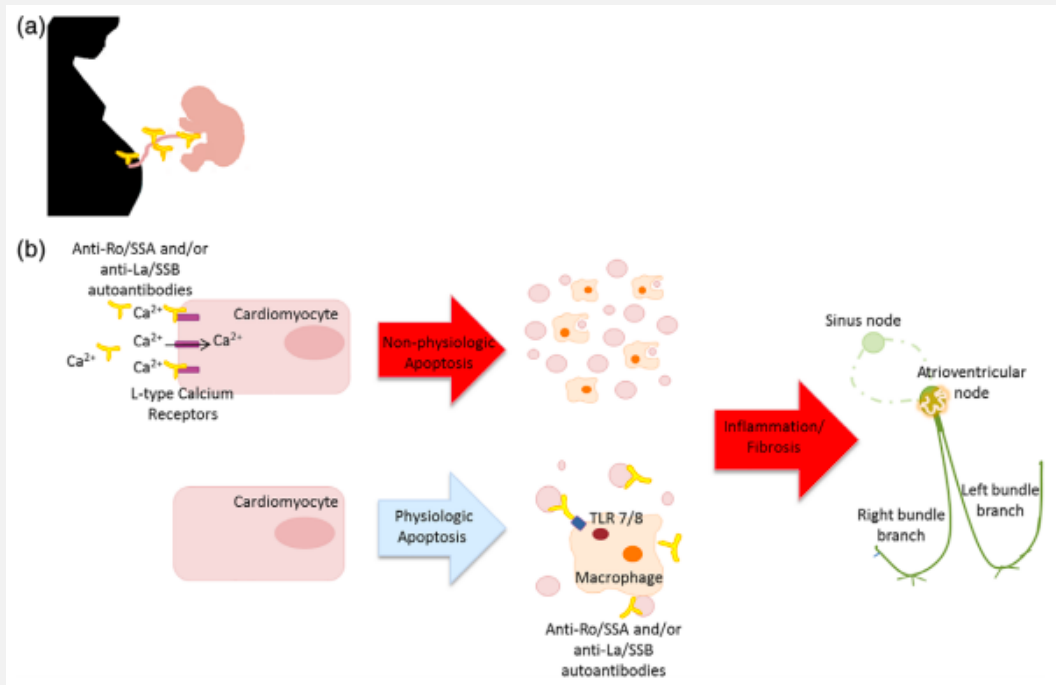 (a)
(b)
Anti-Ro/SSA and/or
anti-La/SSB
autoantibodies
Ca²⁺
Ca²⁺
Ca²⁺
Ca²⁺
Ca²⁺
L-type Calcium
Receptors
Cardiomyocyte
Non-physiologic
Apoptosis
Cardiomyocyte
Physiologic
Apoptosis
TLR 7/8
Macrophage
Anti-Ro/SSA and/or
anti-La/SSB
autoantibodies
Inflammation/
Fibrosis
Sinus node
Atrioventricular
node
Left bundle
branch
Right bundle
branch